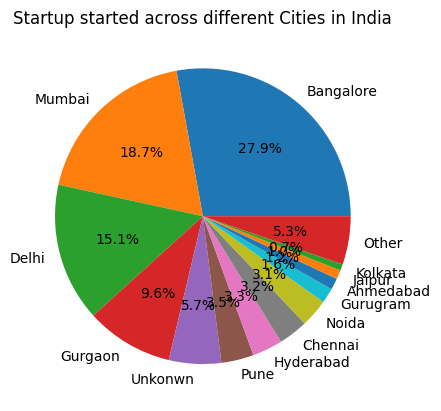 Startup started across different Cities in India
Bangalore
27.9%
Mumbai
18.7%
Delhi
15.1%
Gurgaon
9.6%
Unkonwn
5.7%
Pune
3.5%
Hyderabad
3.3%
Chennai
3.2%
Noida
3.1%
Gurugram
1.6%
Ahmedabad
1.2%
Jaipur
Kolkata
0.7%
Other
5.3%